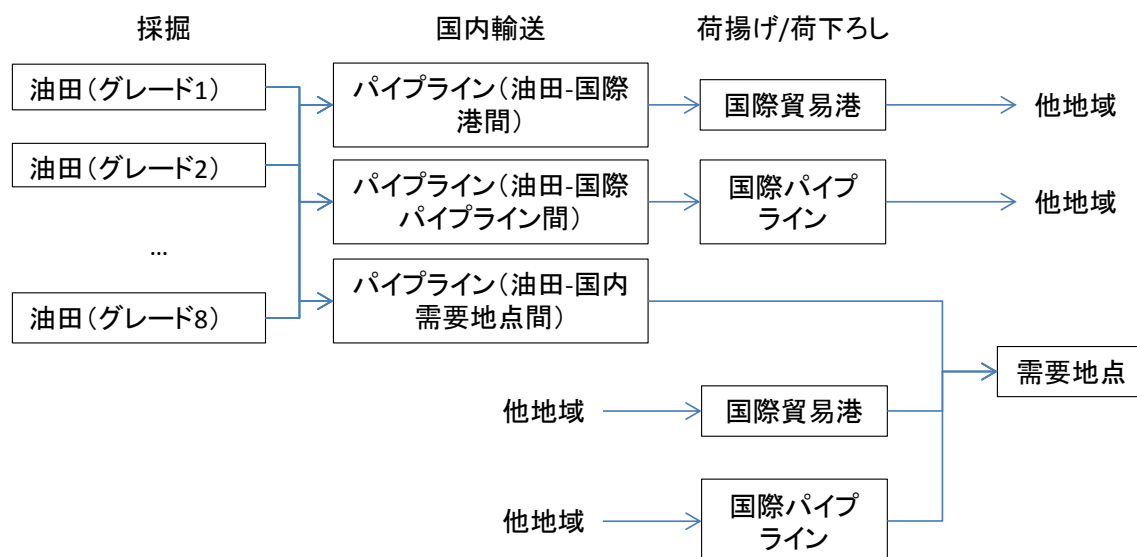 採掘
国内輸送
荷揚げ/荷下ろし
油田(グレード1)
パイプライン(油田-国際
港間)
国際貿易港
他地域
油田(グレード2)
パイプライン(油田-国際
パイプライン間)
国際パイプ
ライン
他地域
...
油田(グレード8)
パイプライン(油田-国内
需要地点間)
需要地点
他地域
国際貿易港
他地域
国際パイプ
ライン